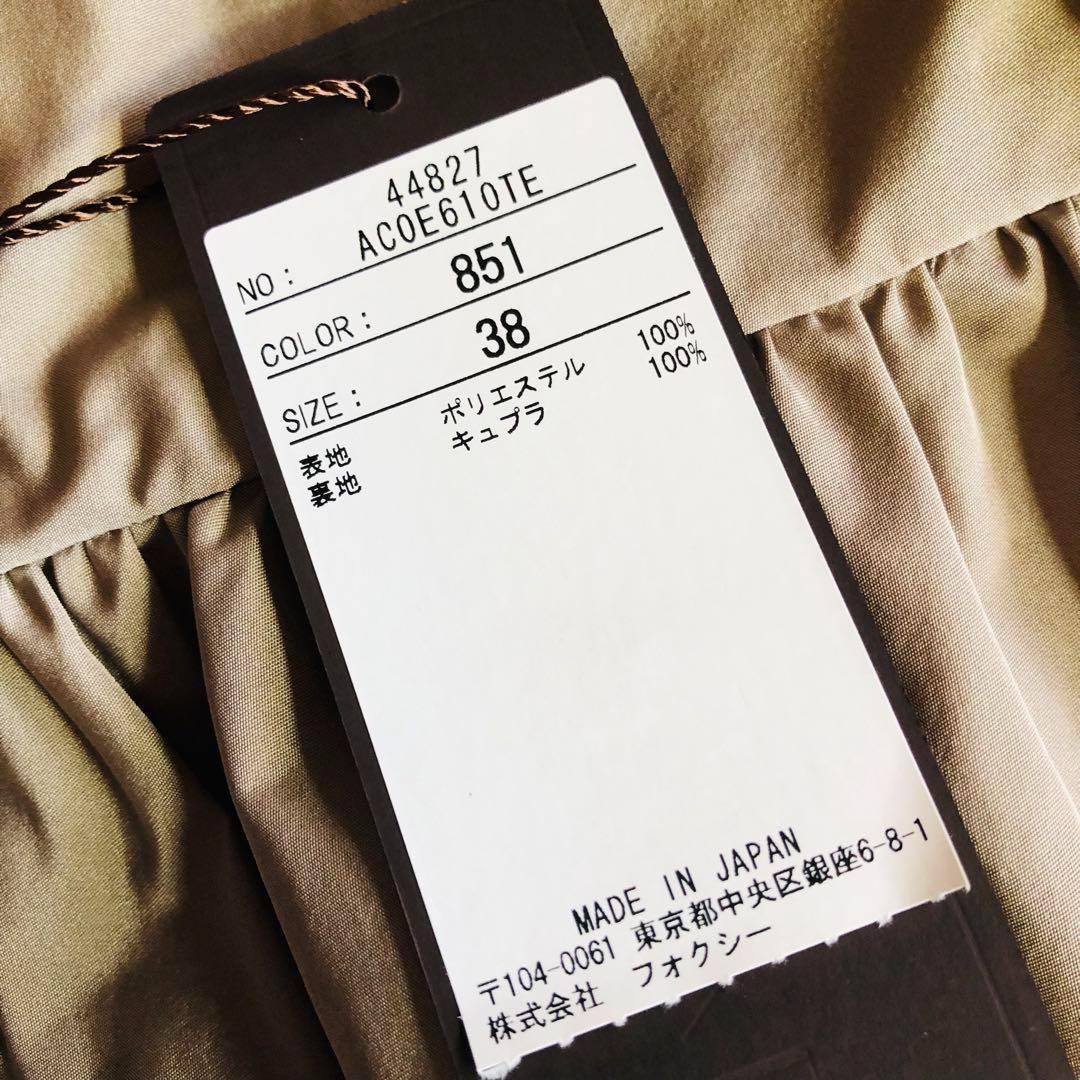 44827
NO: AC0E610TE
COLOR: 851
SIZE: 38
表地 ポリエステル 100%
裏地 キュプラ 100%
MADE IN JAPAN
〒104-0061 東京都中央区銀座6-8-1
株式会社 フォクシー